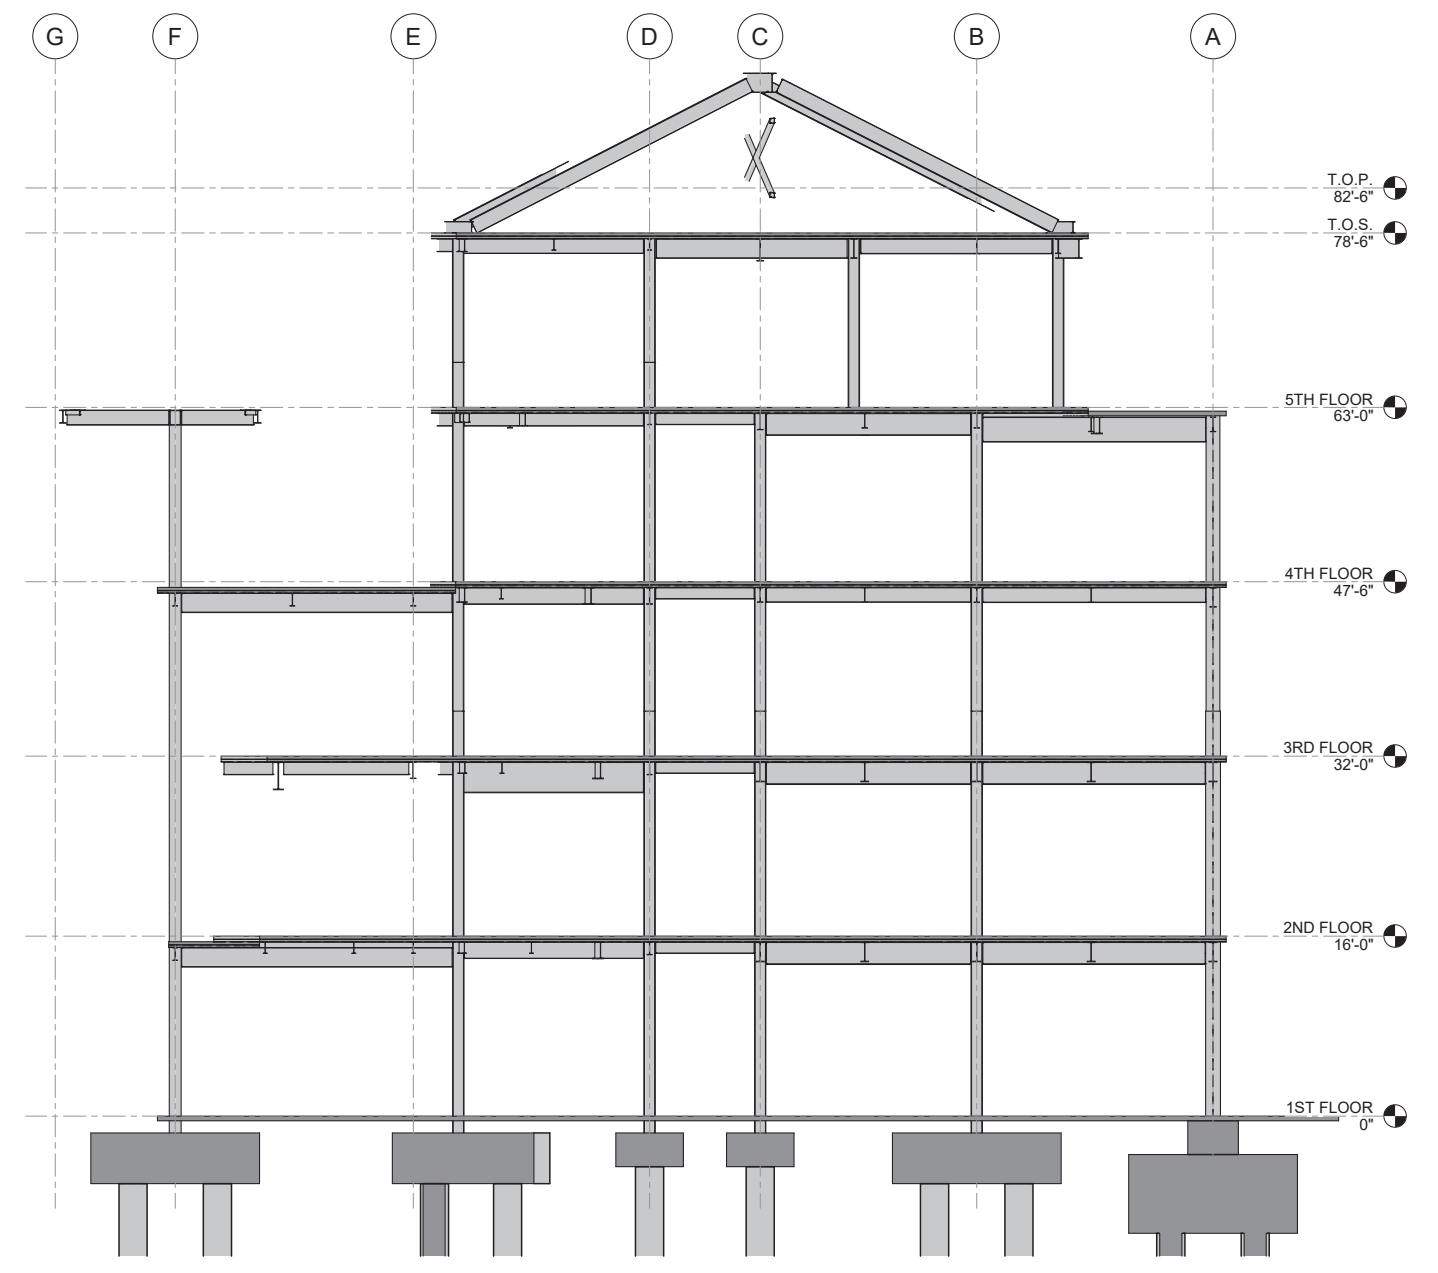 G F E D C B A
T.O.P.
82'-6"
T.O.S.
78'-6"
5TH FLOOR
63'-0"
4TH FLOOR
47'-6"
3RD FLOOR
32'-0"
2ND FLOOR
16'-0"
1ST FLOOR
0"